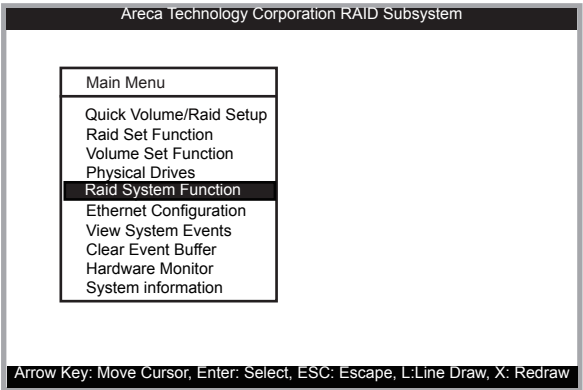 Areca Technology Corporation RAID Subsystem
Main Menu
Quick Volume/Raid Setup
Raid Set Function
Volume Set Function
Physical Drives
Raid System Function
Ethernet Configuration
View System Events
Clear Event Buffer
Hardware Monitor
System information
Arrow Key: Move Cursor, Enter: Select, ESC: Escape, L:Line Draw, X: Redraw